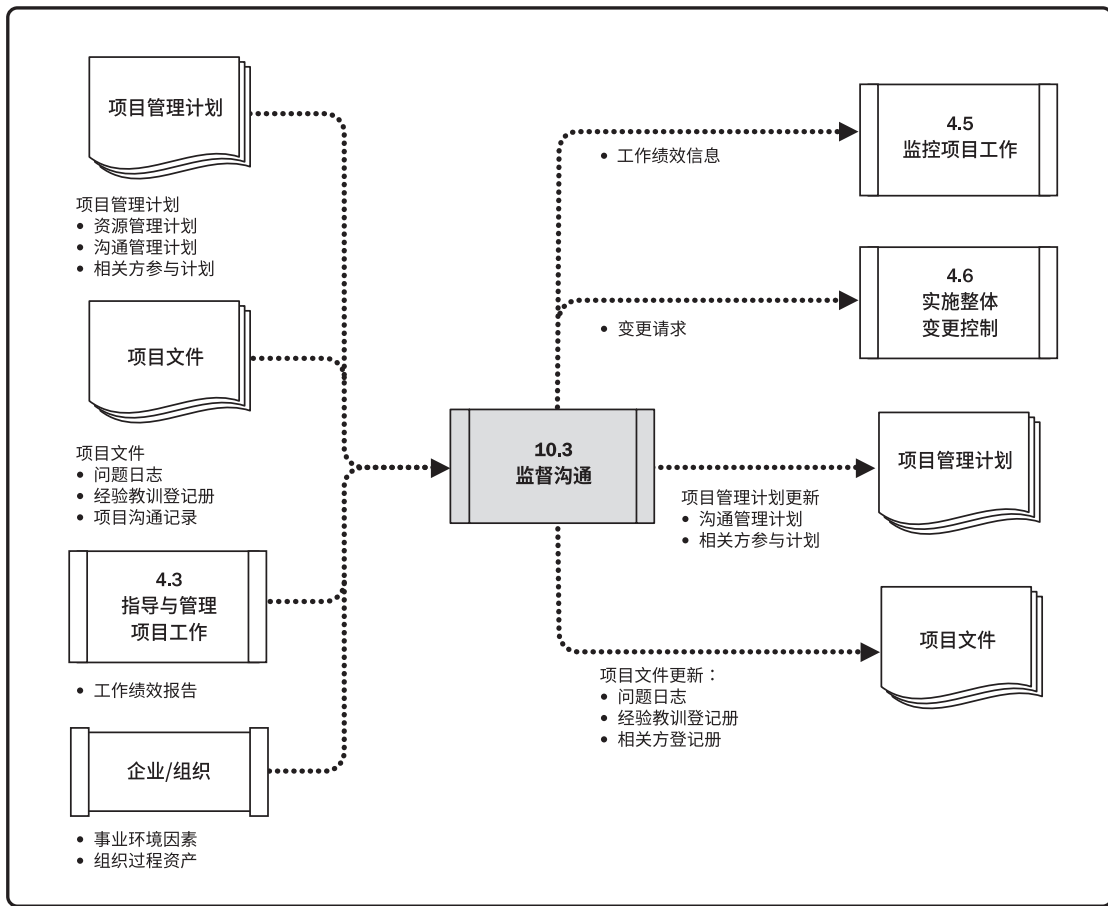 项目管理计划
项目管理计划
• 资源管理计划
• 沟通管理计划
• 相关方参与计划
项目文件
项目文件
• 问题日志
• 经验教训登记册
• 项目沟通记录
4.3
指导与管理
项目工作
• 工作绩效报告
企业/组织
• 事业环境因素
• 组织过程资产
10.3
监督沟通
• 工作绩效信息
4.5
监控项目工作
• 变更请求
4.6
实施整体
变更控制
项目管理计划更新
• 沟通管理计划
• 相关方参与计划
项目管理计划
项目文件更新：
• 问题日志
• 经验教训登记册
• 相关方登记册
项目文件